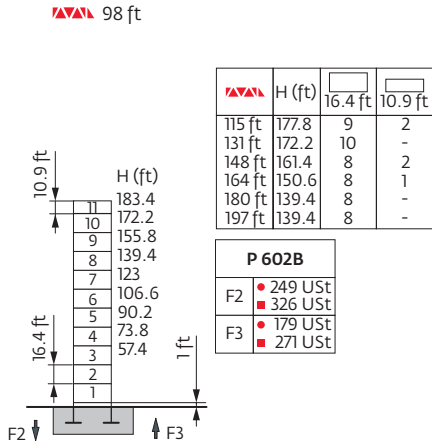 98 ft
H (ft) 16.4 ft 10.9 ft
115 ft 177.8 9 2
131 ft 172.2 10 -
148 ft 161.4 8 2
164 ft 150.6 8 1
180 ft 139.4 8 -
197 ft 139.4 8 -
10.9 ft
H (ft)
11 183.4
10 172.2
9 155.8
8 139.4
7 123
6 106.6
5 90.2
4 73.8
3 57.4
2
1
16.4 ft
1 ft
F2
F3
P 602B
F2 249 USt
326 USt
F3 179 USt
271 USt